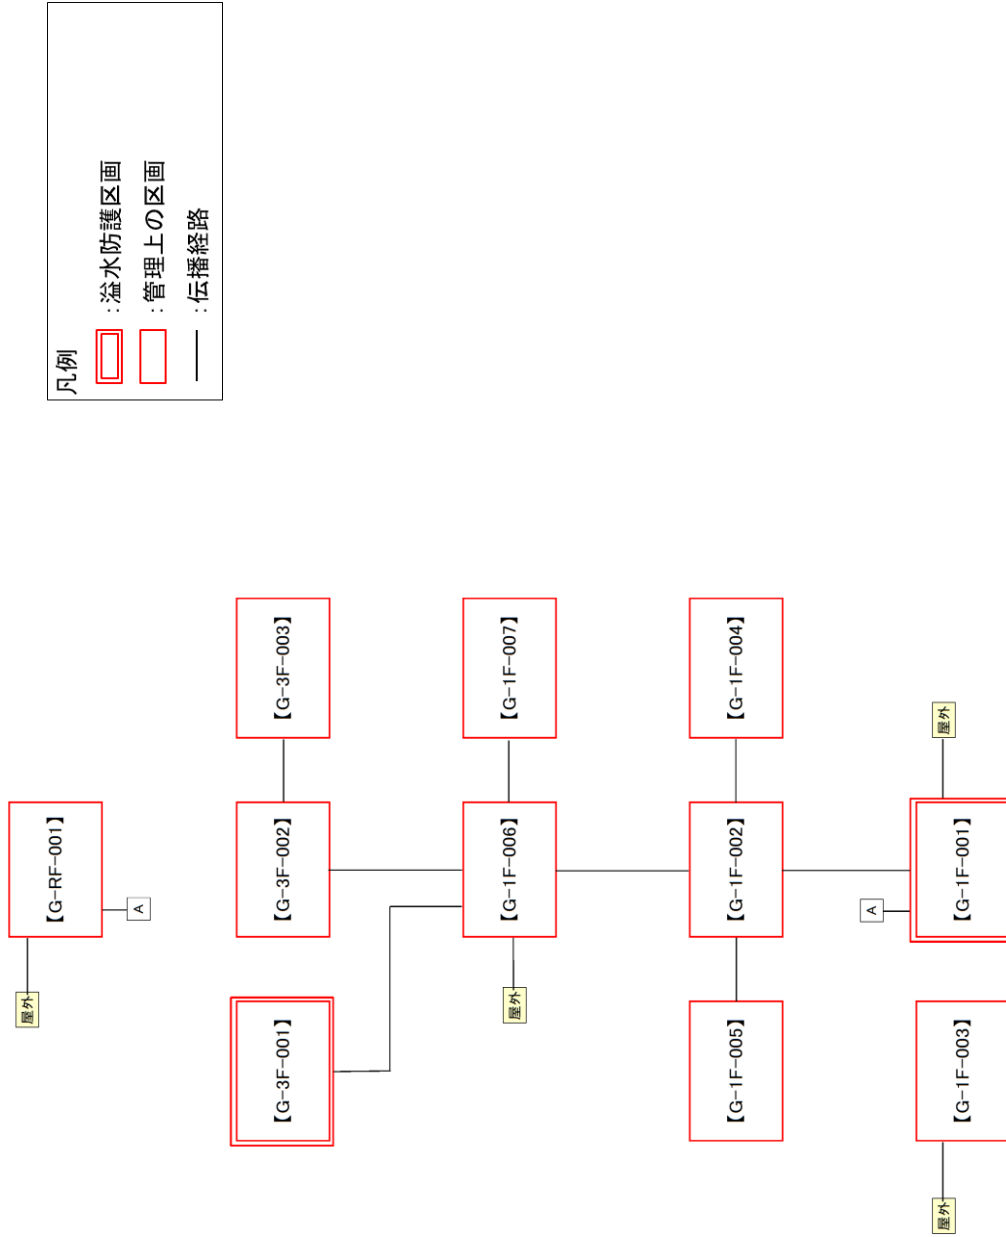 屋外
【G-RF-001】
A
凡例
:溢水防護区画
:管理上の区画
:伝播経路
【G-3F-001】
【G-3F-002】
【G-3F-003】
屋外
【G-1F-006】
【G-1F-007】
【G-1F-005】
【G-1F-002】
【G-1F-004】
A
屋外
【G-1F-003】
【G-1F-001】
屋外